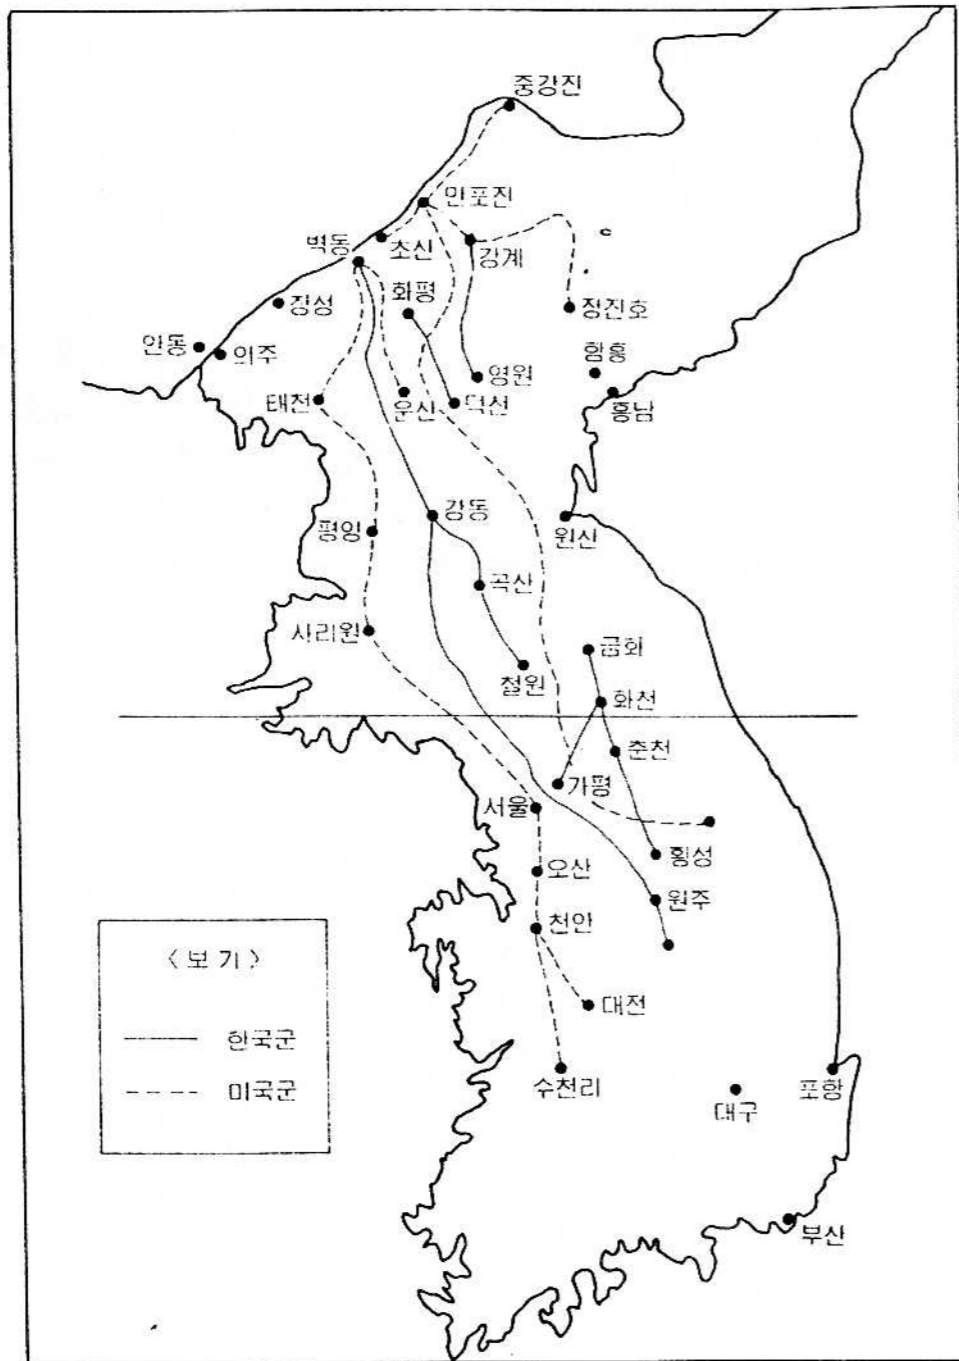 중강진
만포진
초산
강계
벽동
화평
장진호
창성
안동
의주
함흥
영원
태천
운산
덕천
흥남
강동
원산
평양
곡산
사리원
금화
철원
화천
춘천
가평
서울
횡성
오산
원주
천안
〈보기〉
대전
한국군
수천리
포항
미국군
대구
부산